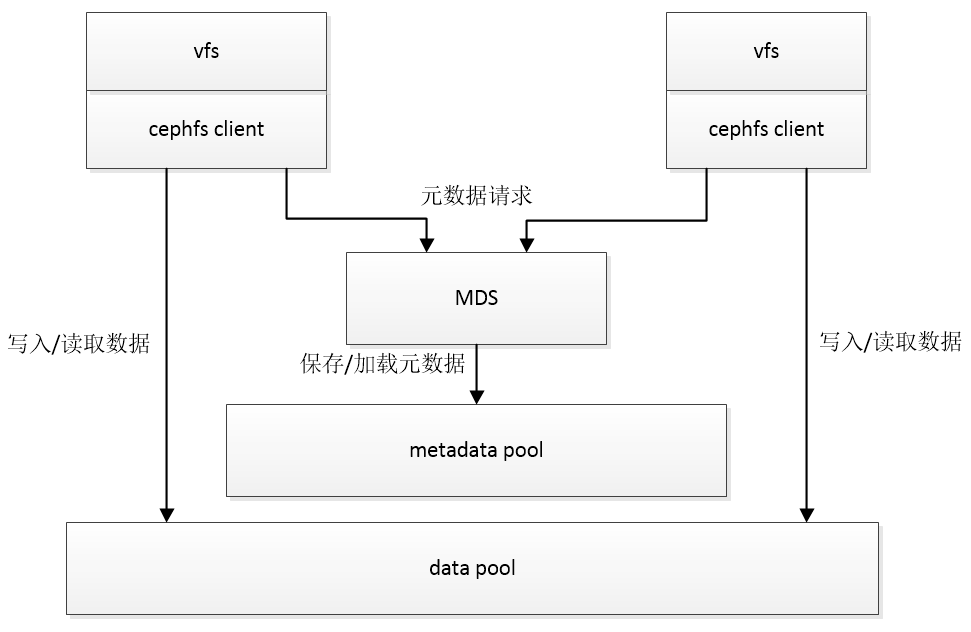 vfs
vfs
cephfs client
cephfs client
元数据请求
MDS
写入/读取数据
写入/读取数据
保存/加载元数据
metadata pool
data pool